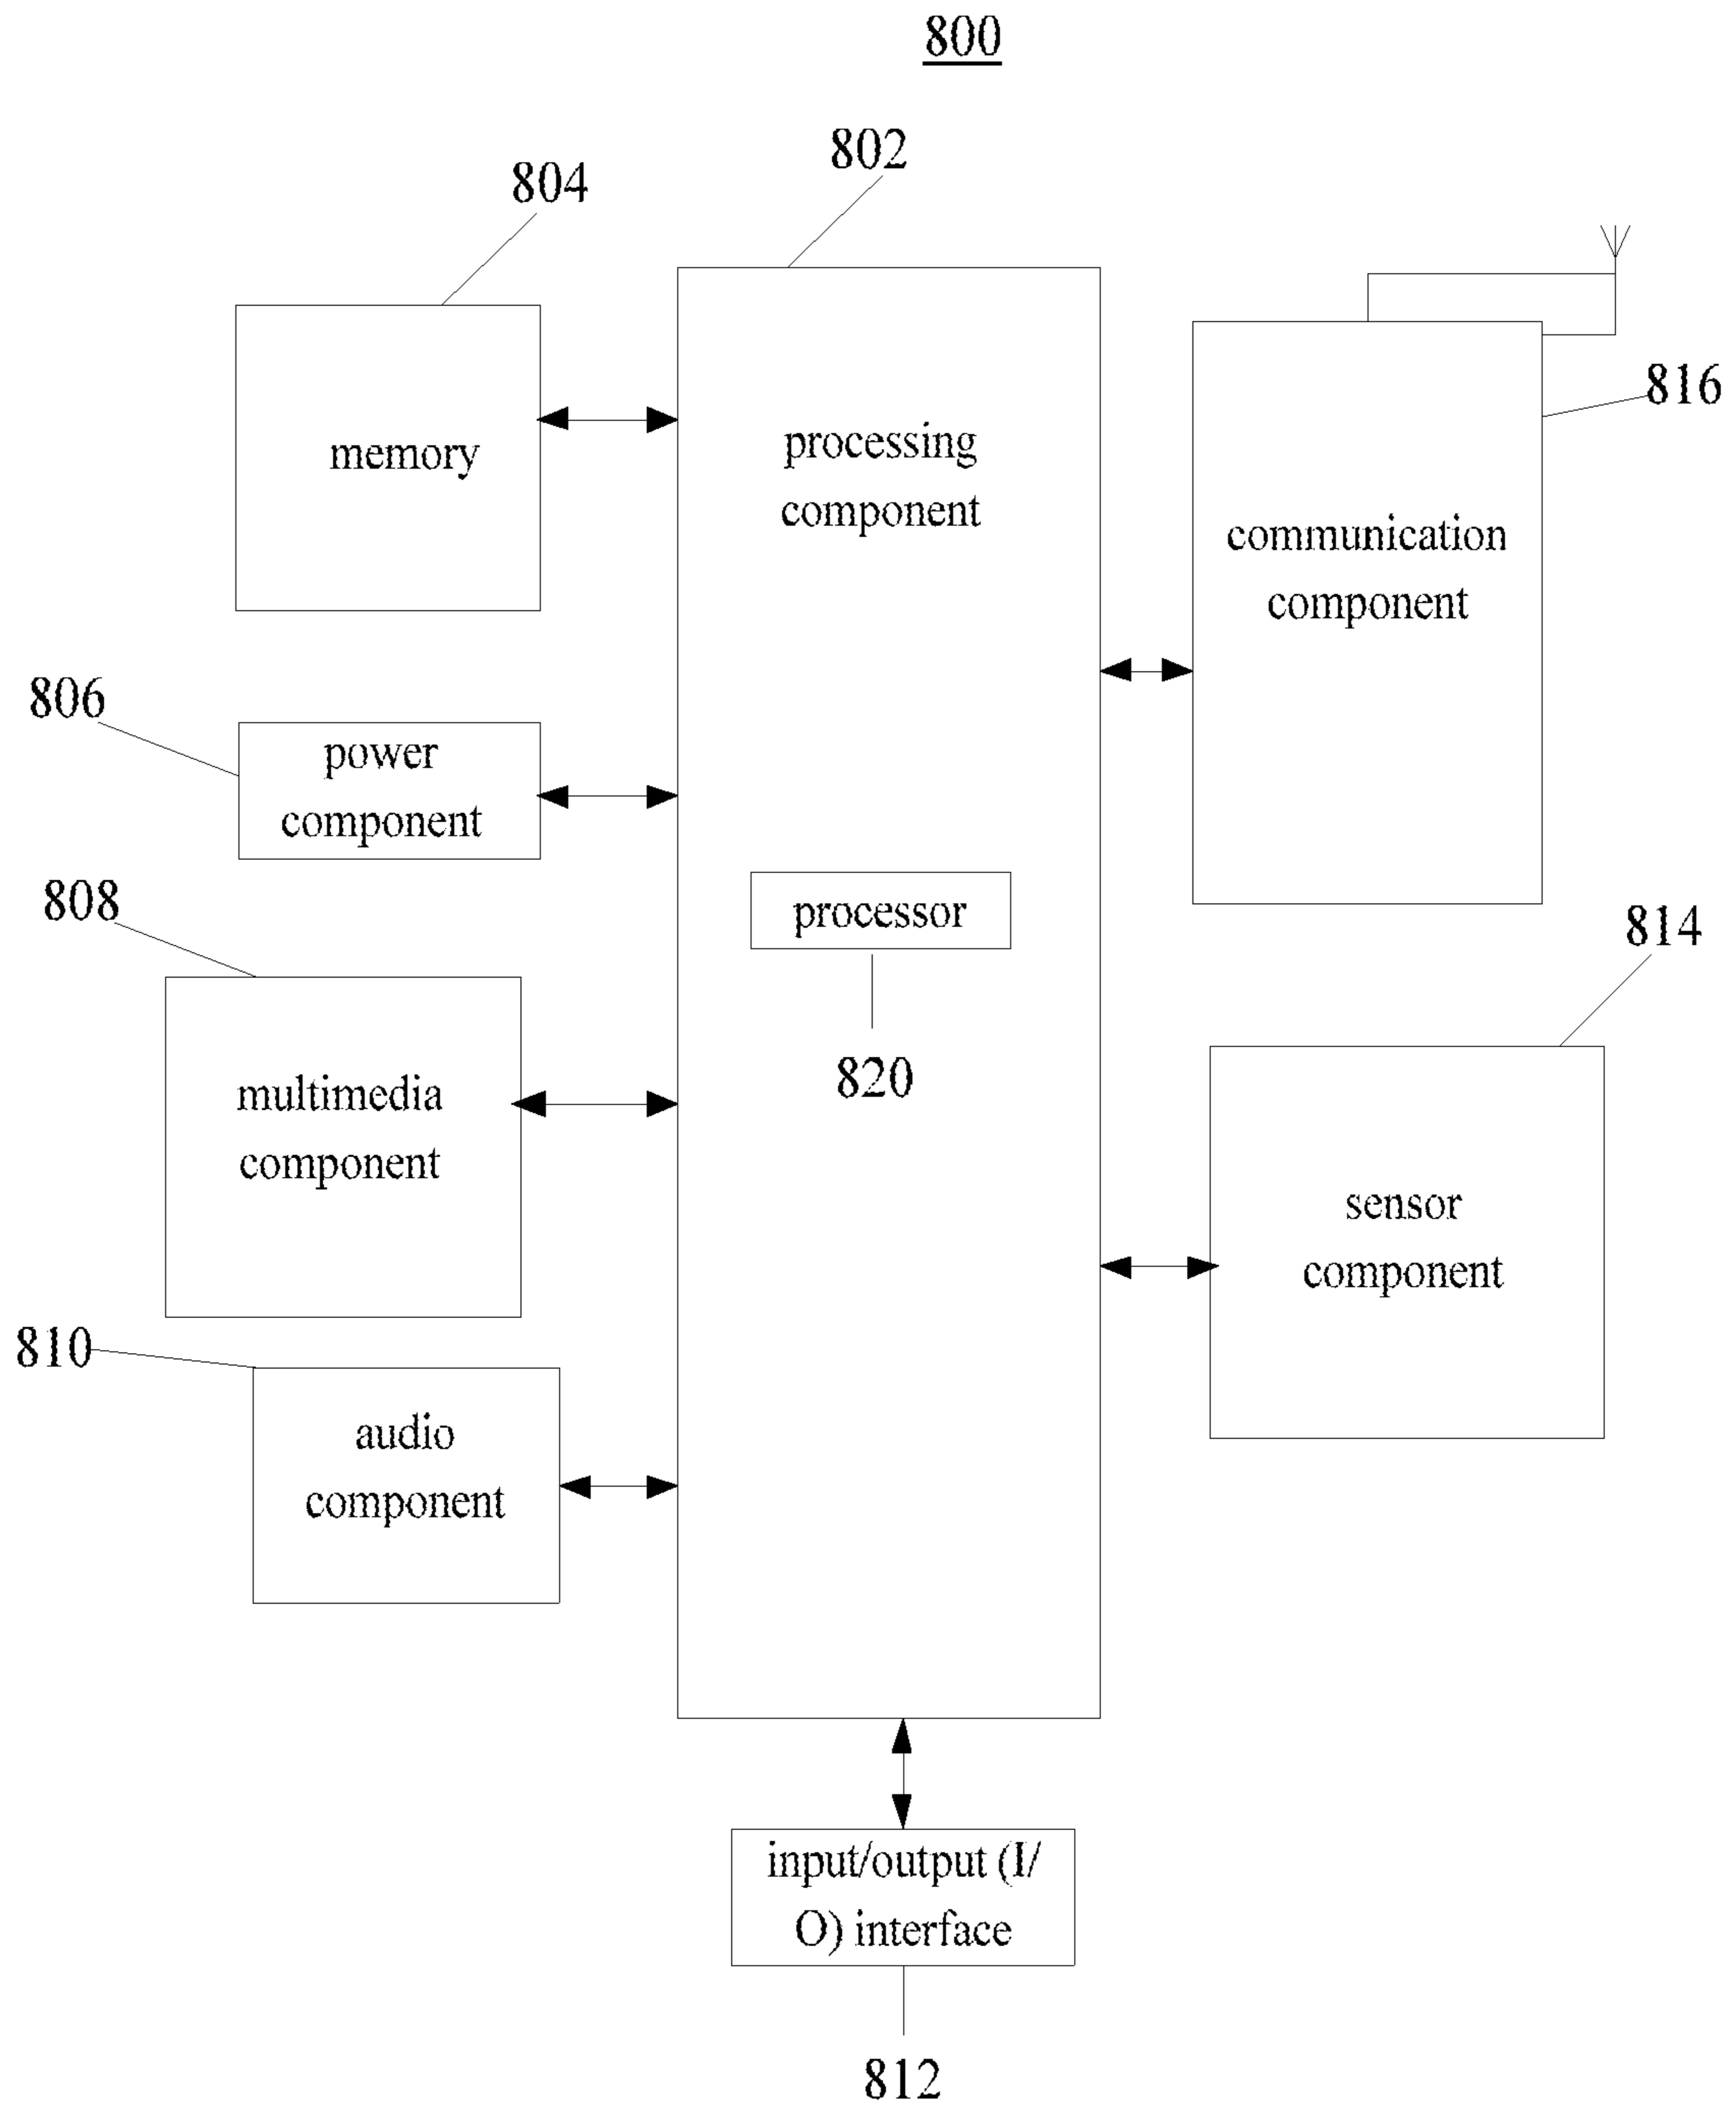 800
802
804
memory
processing
component
816
communication
component
806
power
component
808
processor
820
814
multimedia
component
sensor
component
810
audio
component
input/output (I/
O) interface
812